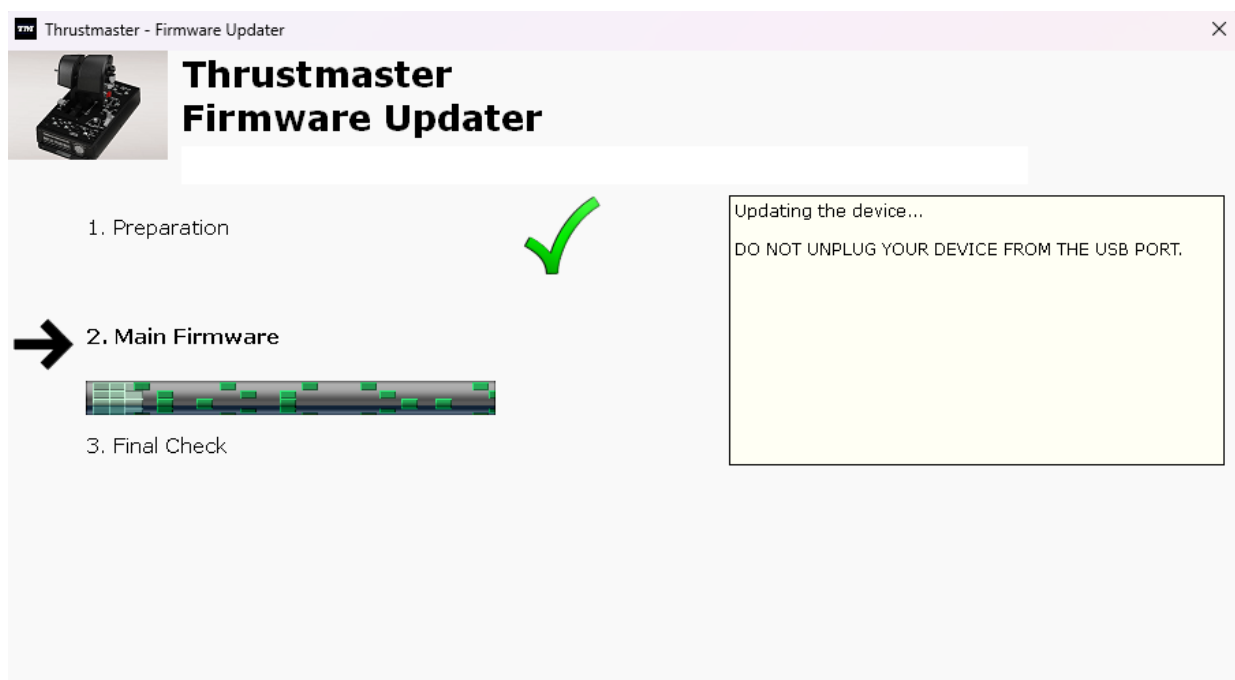 TM Thrustmaster - Firmware Updater
Thrustmaster
Firmware Updater
1. Preparation
2. Main Firmware
3. Final Check
Updating the device...
DO NOT UNPLUG YOUR DEVICE FROM THE USB PORT.